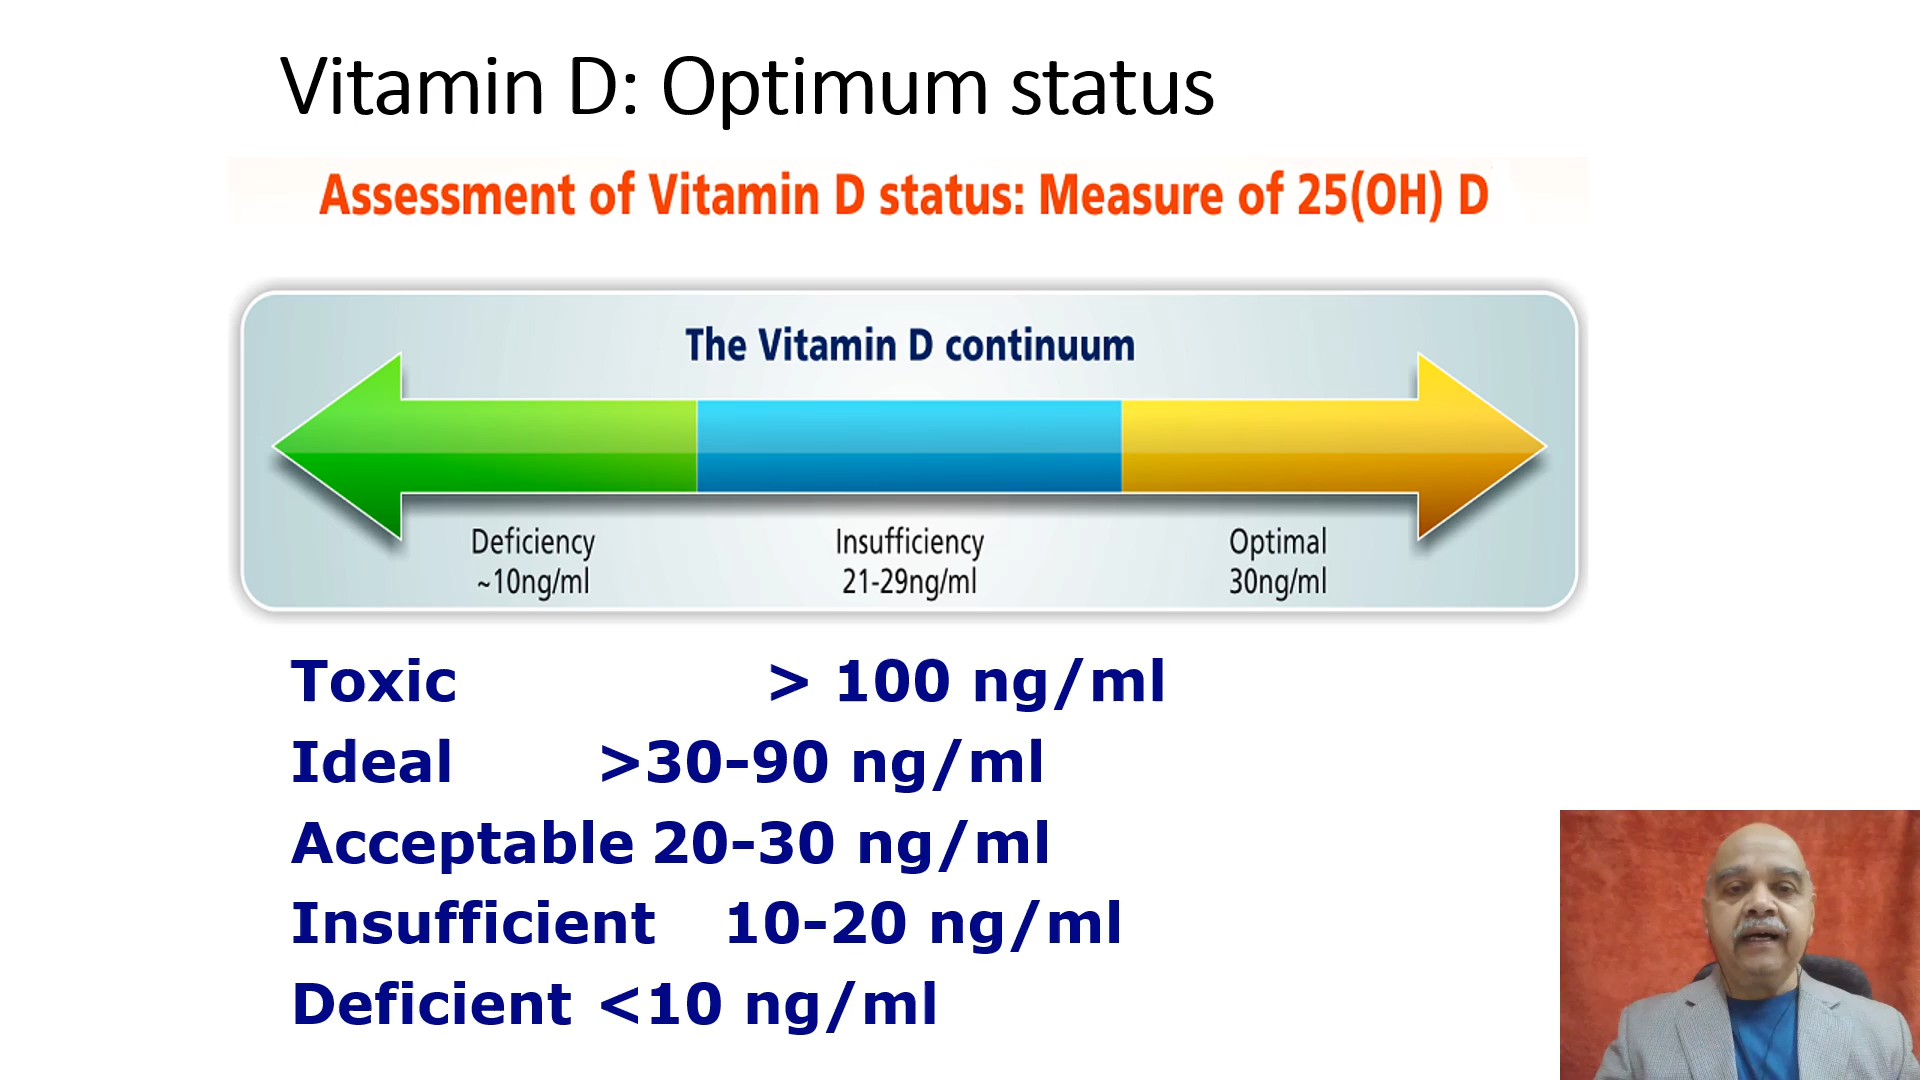 Vitamin D: Optimum status
Assessment of Vitamin D status: Measure of 25(OH) D
The Vitamin D continuum
Deficiency
~10ng/ml
Insufficiency
21-29ng/ml
Optimal
30ng/ml
Toxic > 100 ng/ml
Ideal >30-90 ng/ml
Acceptable 20-30 ng/ml
Insufficient 10-20 ng/ml
Deficient <10 ng/ml